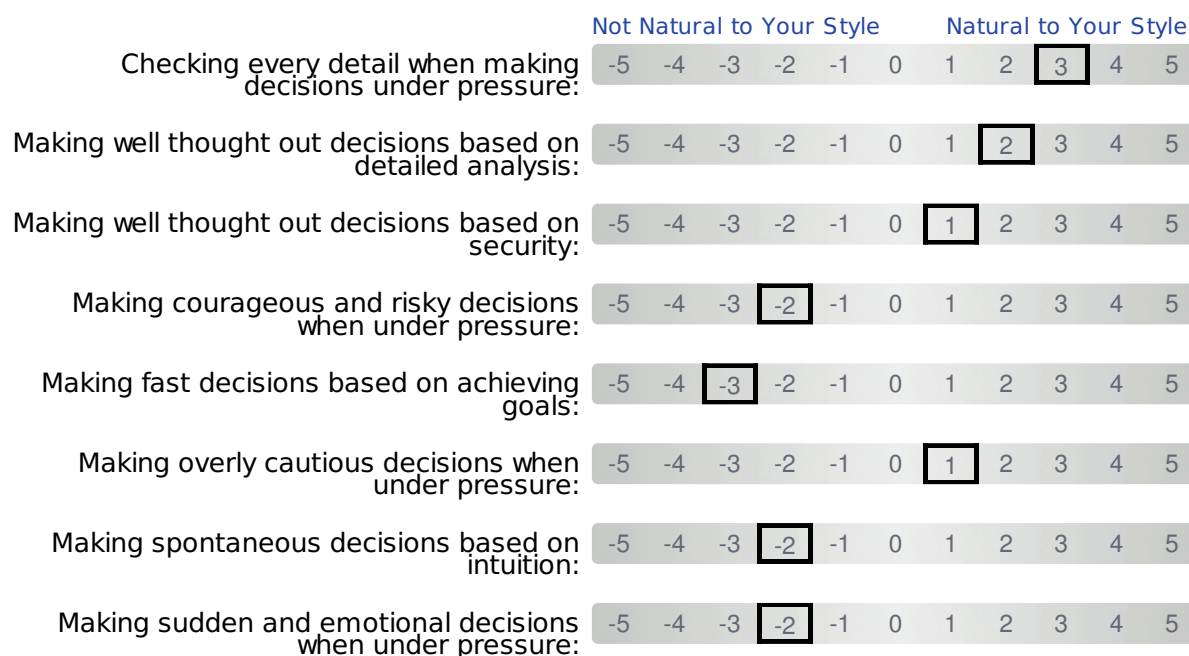 Not Natural to Your Style Natural to Your Style
Checking every detail when making -5 -4 -3 -2 -1 0 1 2 3 4 5
decisions under pressure:
Making well thought out decisions based on -5 -4 -3 -2 -1 0 1 2 3 4 5
detailed analysis:
Making well thought out decisions based on -5 -4 -3 -2 -1 0 1 2 3 4 5
security:
Making courageous and risky decisions -5 -4 -3 -2 -1 0 1 2 3 4 5
when under pressure:
Making fast decisions based on achieving -5 -4 -3 -2 -1 0 1 2 3 4 5
goals:
Making overly cautious decisions when -5 -4 -3 -2 -1 0 1 2 3 4 5
under pressure:
Making spontaneous decisions based on -5 -4 -3 -2 -1 0 1 2 3 4 5
intuition:
Making sudden and emotional decisions -5 -4 -3 -2 -1 0 1 2 3 4 5
when under pressure: